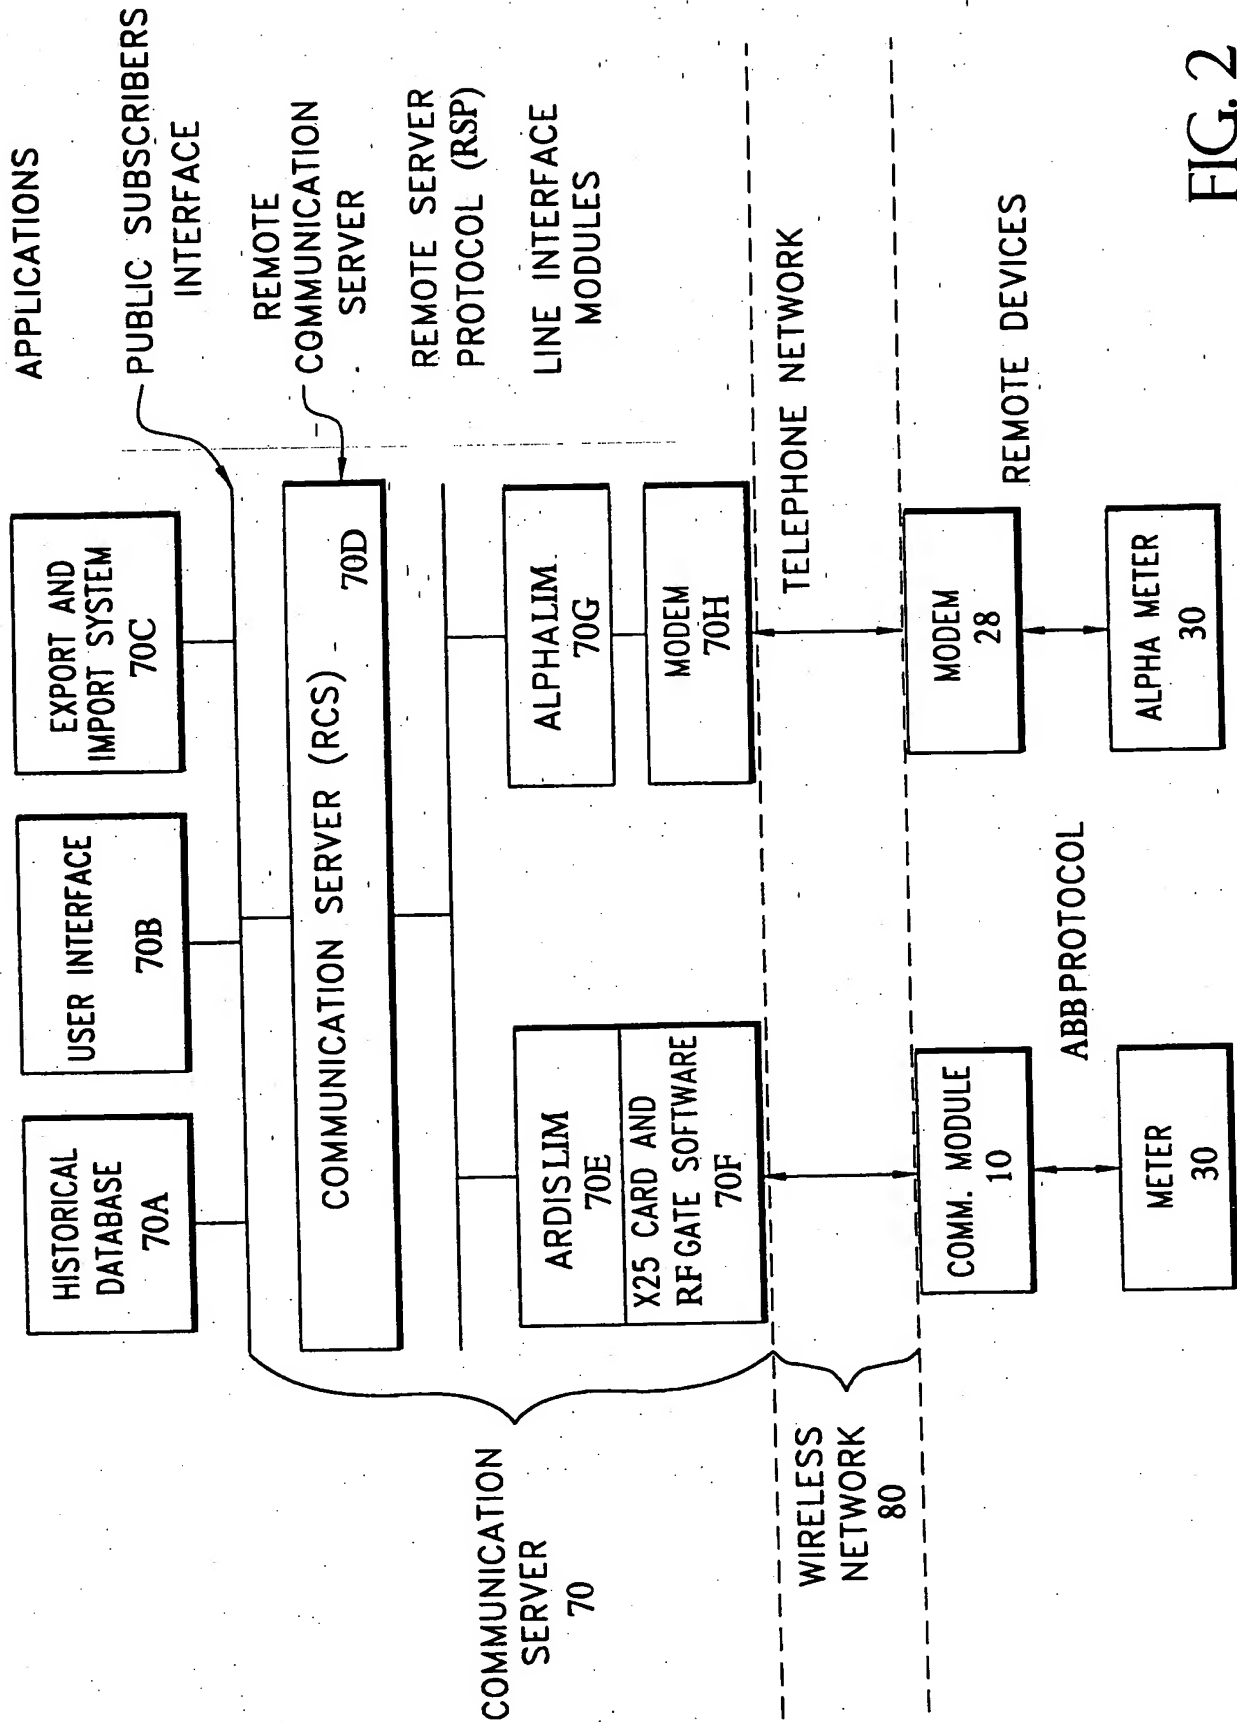 HISTORICAL
DATABASE
70A
USER INTERFACE
70B
EXPORT AND
IMPORT SYSTEM
70C
APPLICATIONS
PUBLIC SUBSCRIBERS
INTERFACE
COMMUNICATION SERVER (RCS)
70D
REMOTE
COMMUNICATION
SERVER
REMOTE SERVER
PROTOCOL (RSP)
COMMUNICATION
SERVER
70
ARDISLIM
70E
X25 CARD AND
RF GATE SOFTWARE
70F
ALPHALIM.
70G
MODEM
70H
LINE INTERFACE
MODULES
WIRELESS
NETWORK
80
TELEPHONE NETWORK
COMM. MODULE
10
MODEM
28
REMOTE DEVICES
ABB PROTOCOL
METER
30
ALPHA METER
30
FIG. 2